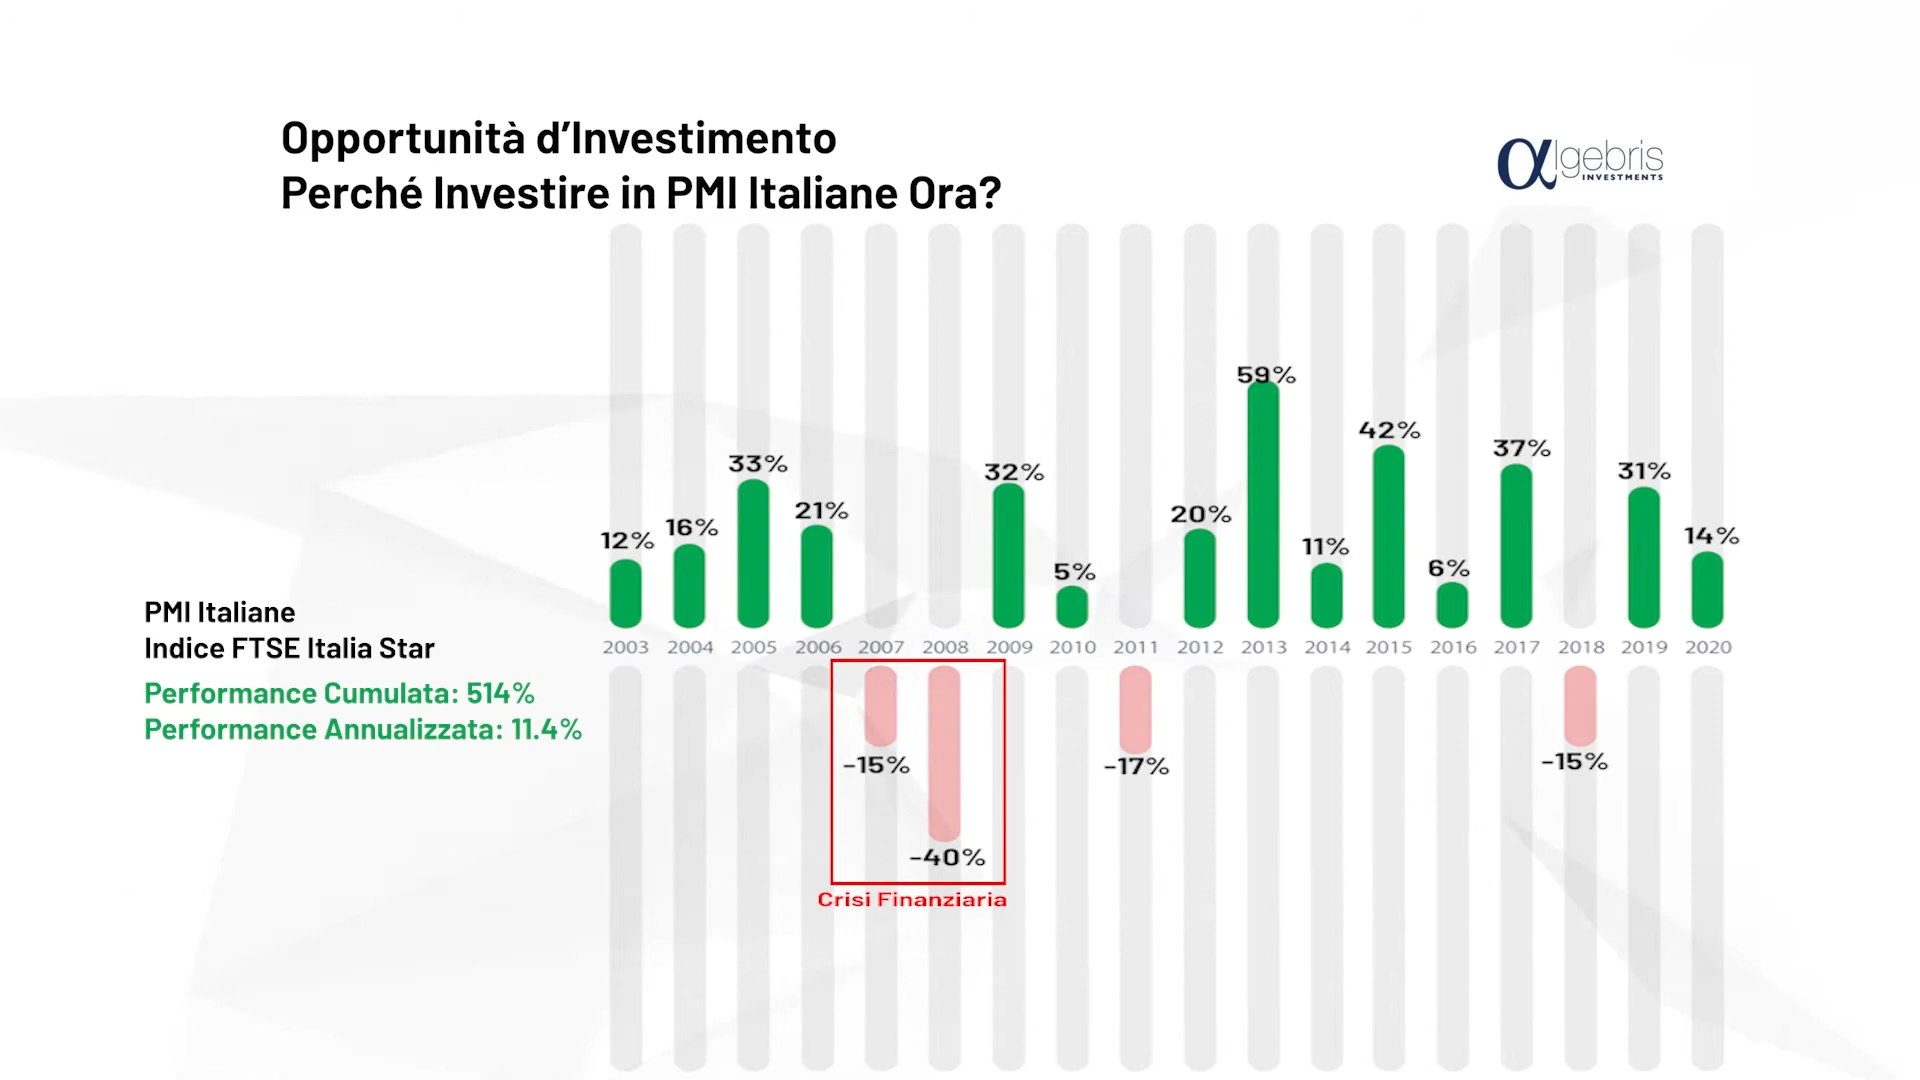 Opportunità d'Investimento
Perché Investire in PMI Italiane Ora?
αlgebris
INVESTMENTS
59%
42%
37%
33%
32%
31%
21%
20%
16%
14%
12%
11%
6%
5%
PMI Italiane
Indice FTSE Italia Star
Performance Cumulata: 514%
Performance Annualizzata: 11.4%
2003 2004 2005 2006 2007 2008 2009 2010 2011 2012 2013 2014 2015 2016 2017 2018 2019 2020
-15%
-17%
-15%
-40%
Crisi Finanziaria